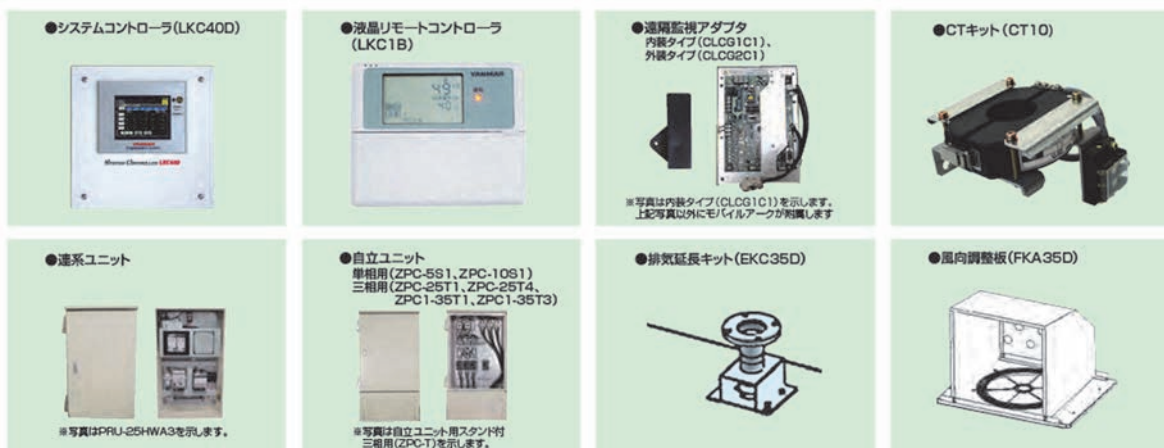 ●システムコントローラ(LKC40D)
SYSTEM CONTROLLER LKC40D
●液晶リモートコントローラ
(LKC1B)
YANMAR
●遠隔監視アダプタ
内装タイプ(CLCG1C1)、
外装タイプ(CLCG2C1)
※写真は内装タイプ(CLCG1C1)を示します。
上記写真以外にモバイルアークが附属します
●CTキット(CT10)
●連系ユニット
※写真はPRU-25HWA3を示します。
●自立ユニット
単相用(ZPC-5S1、ZPC-10S1)
三相用(ZPC-25T1、ZPC-25T4、
ZPC1-35T1、ZPC1-35T3)
※写真は自立ユニット用スタンド付
三相用(ZPC-T)を示します。
●排気延長キット(EKC35D)
●風向調整板(FKA35D)